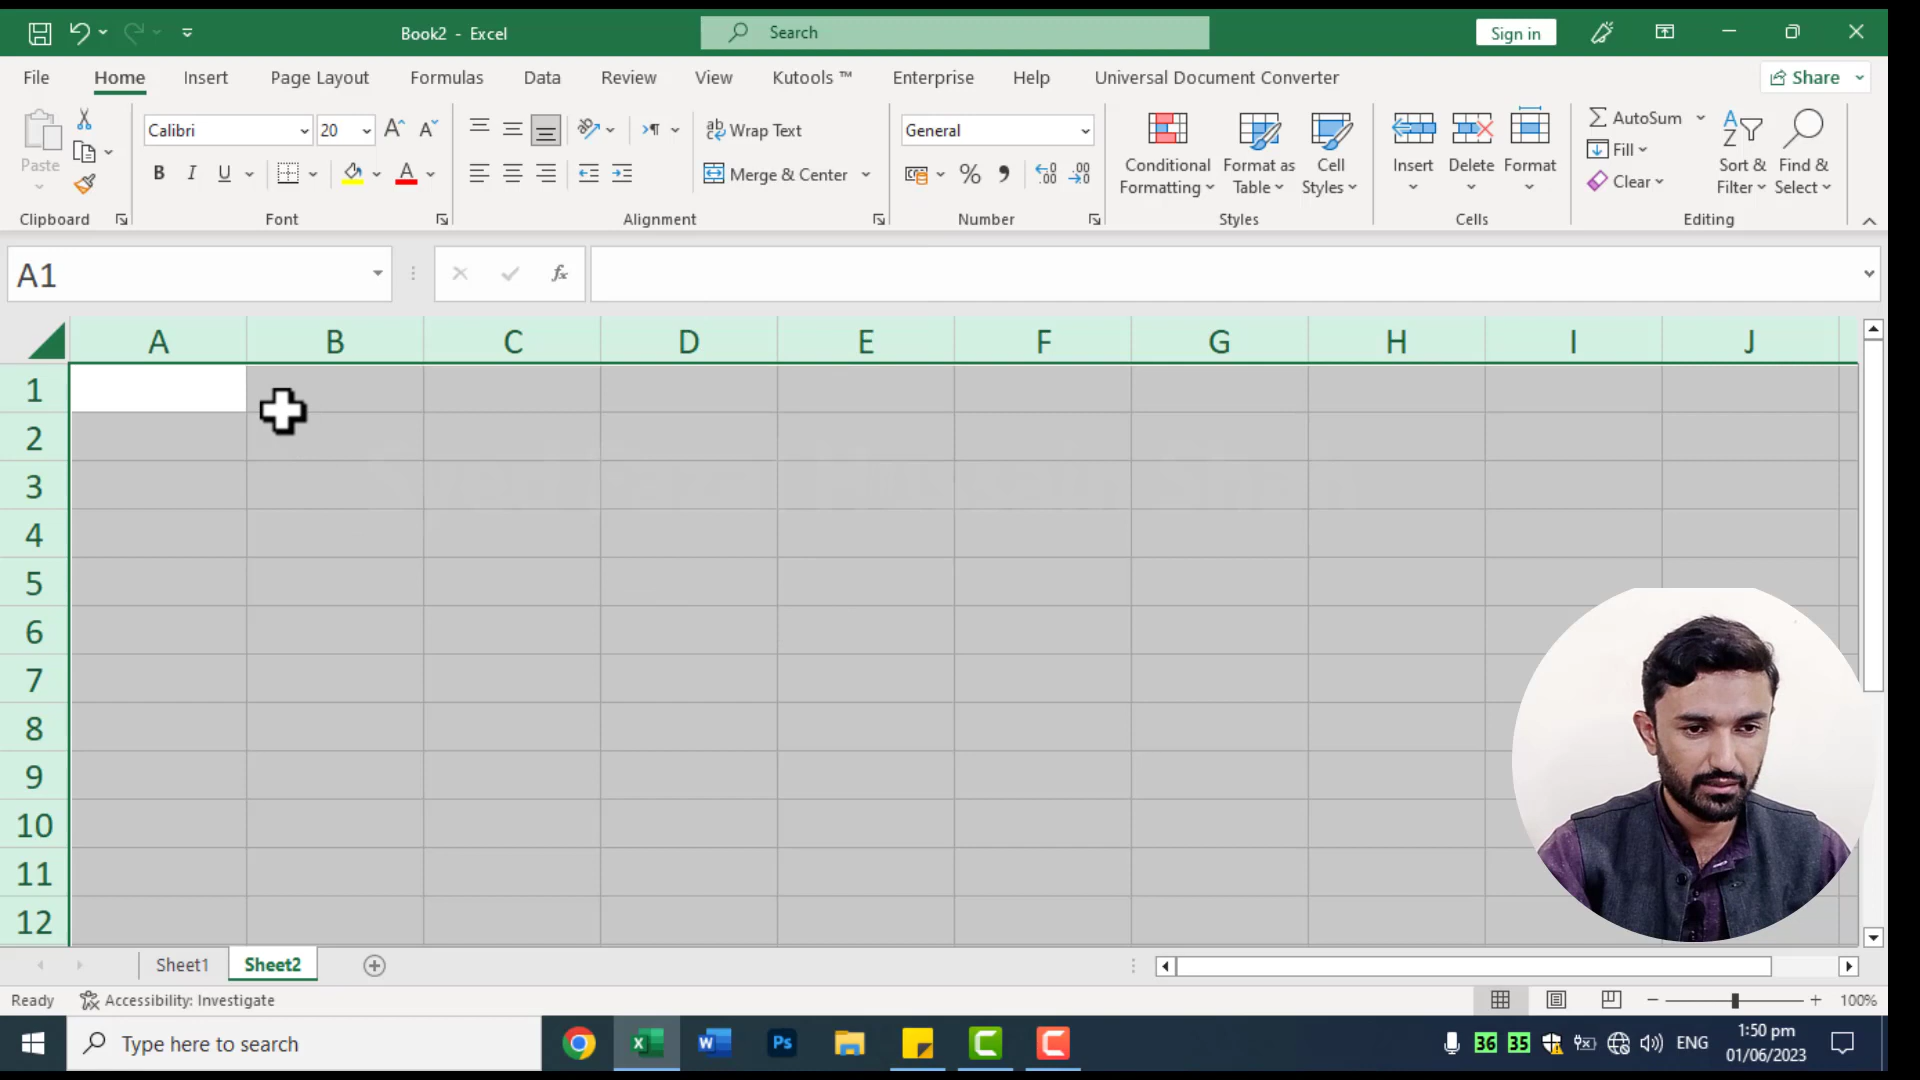 Book2 - Excel
Search
Sign in
File Home Insert Page Layout Formulas Data Review View Kutools ™ Enterprise Help Universal Document Converter Share
Paste
Clipboard
Calibri 20
B I U
Font
Wrap Text
Merge & Center
Alignment
General
%
Number
Conditional Formatting
Format as Table
Cell Styles
Styles
Insert Delete Format
Cells
AutoSum
Fill
Clear
Sort & Filter
Find & Select
Editing
A1
fx
A B C D E F G H I J
1
2
3
4
5
6
7
8
9
10
11
12
Sheet1 Sheet2
Ready Accessibility: Investigate 100%
Type here to search
36 35 ENG 1:50 pm
01/06/2023